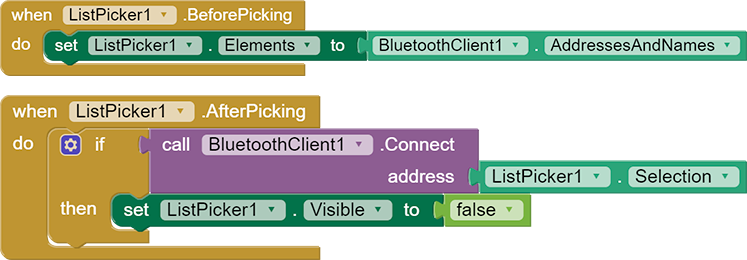 when ListPicker1 .BeforePicking
do set ListPicker1 . Elements to BluetoothClient1 . AddressesAndNames
when ListPicker1 .AfterPicking
do if call BluetoothClient1 .Connect
address ListPicker1 . Selection
then set ListPicker1 . Visible to false